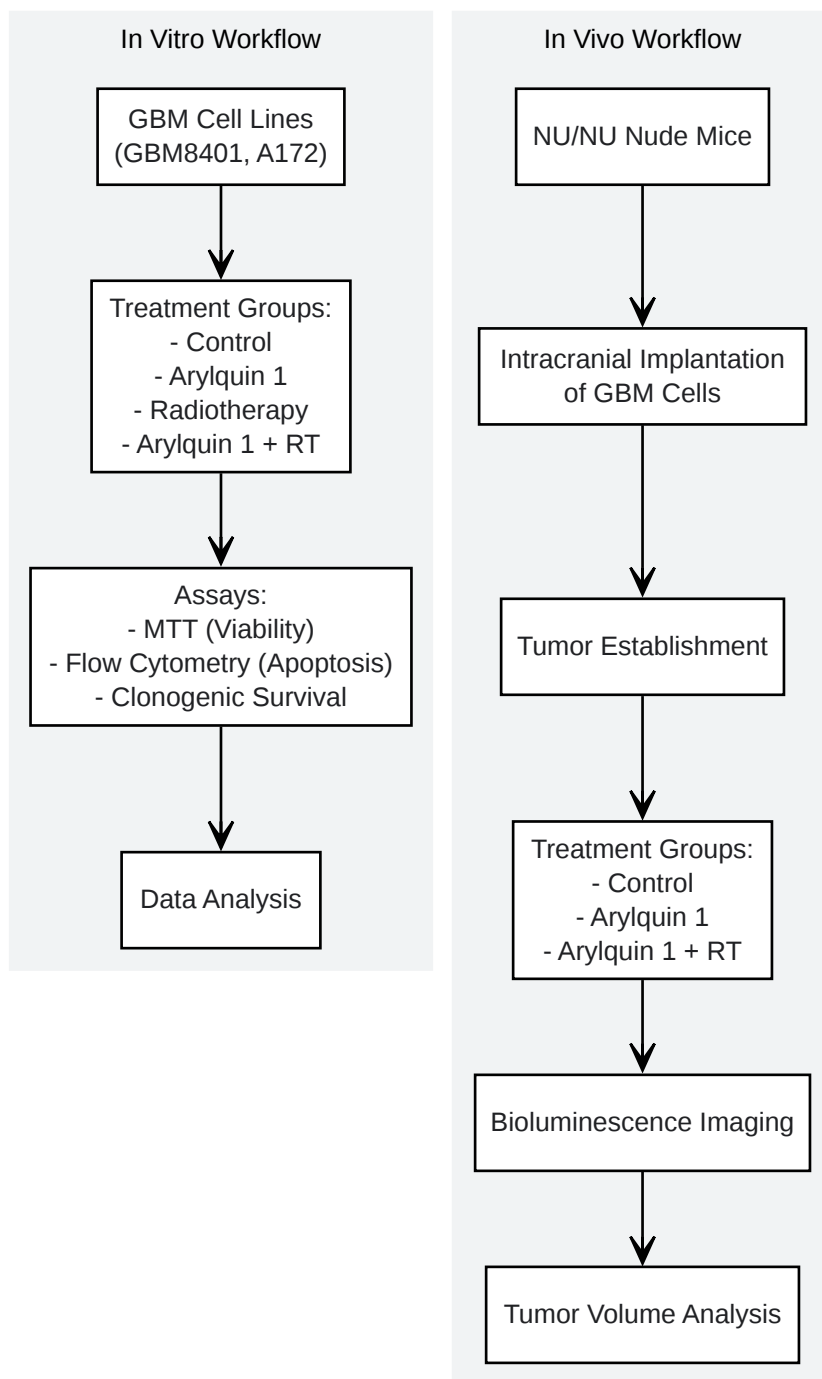 In Vitro Workflow
GBM Cell Lines
(GBM8401, A172)
Treatment Groups:
- Control
- Arylquin 1
- Radiotherapy
- Arylquin 1 + RT
Assays:
- MTT (Viability)
- Flow Cytometry (Apoptosis)
- Clonogenic Survival
Data Analysis
In Vivo Workflow
NU/NU Nude Mice
Intracranial Implantation
of GBM Cells
Tumor Establishment
Treatment Groups:
- Control
- Arylquin 1
- Arylquin 1 + RT
Bioluminescence Imaging
Tumor Volume Analysis